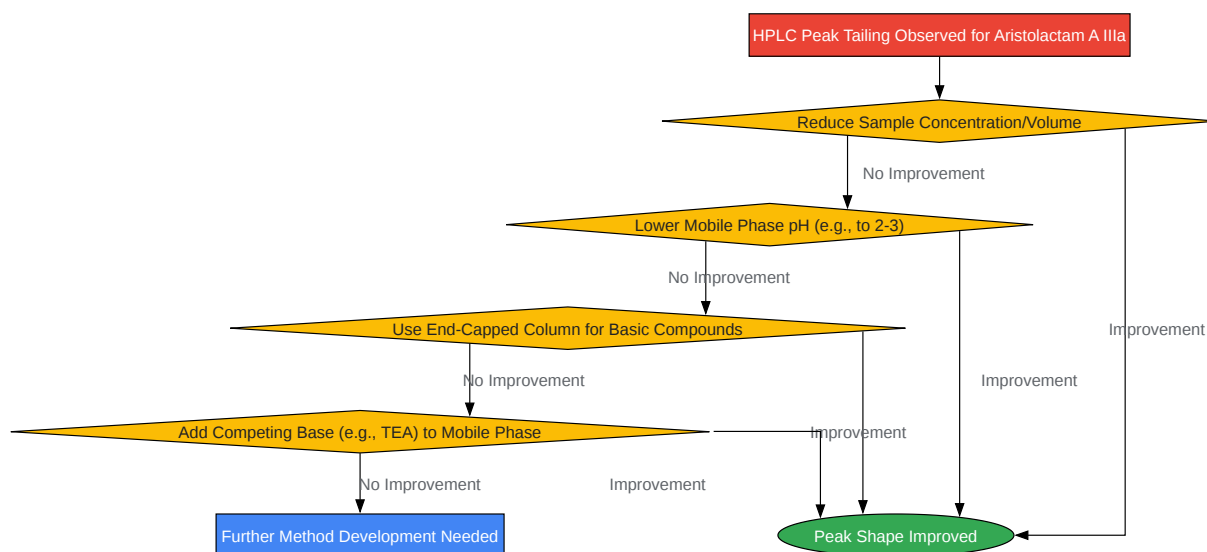 HPLC Peak Tailing Observed for Aristolactam A IIIa
Reduce Sample Concentration/Volume
No Improvement
Lower Mobile Phase pH (e.g., to 2-3)
No Improvement
Use End-Capped Column for Basic Compounds
Improvement
No Improvement
Improvement
Add Competing Base (e.g., TEA) to Mobile Phase
Improvement
No Improvement
Improvement
Further Method Development Needed
Peak Shape Improved